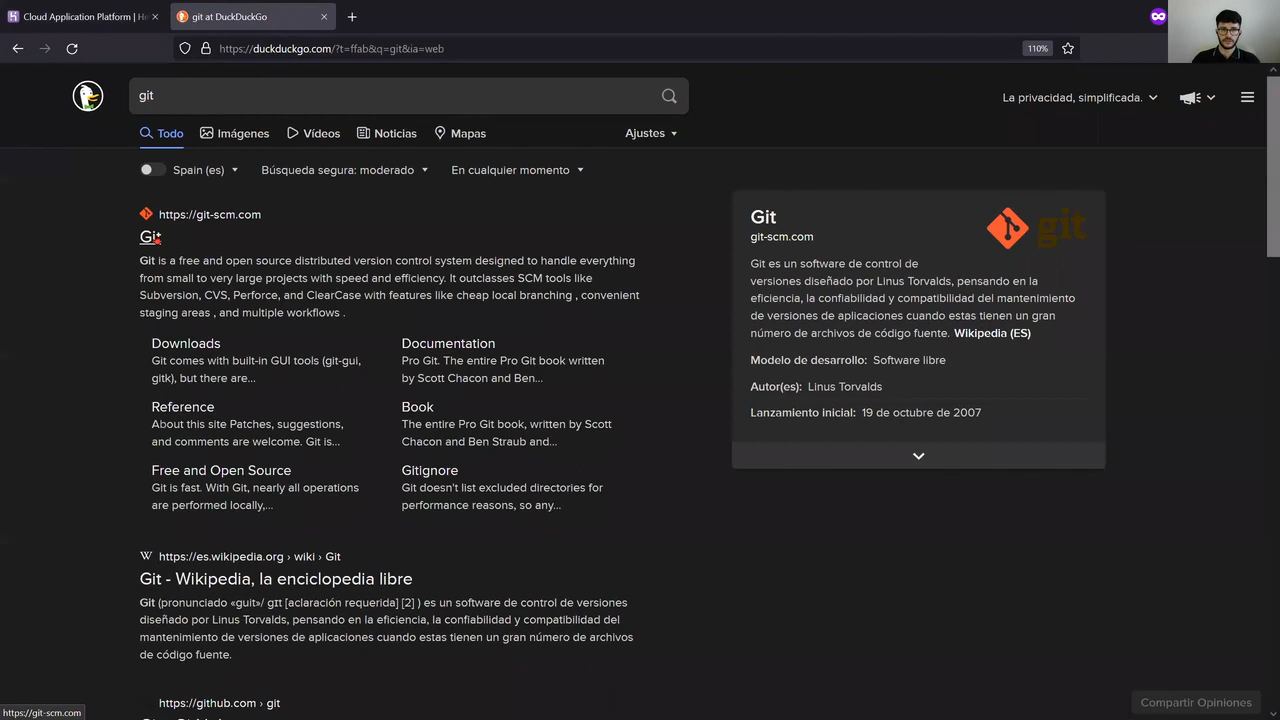 Cloud Application Platform | He
git at DuckDuckGo
https://duckduckgo.com/?t=ffab&q=git&ia=web
110%
git
La privacidad, simplificada.
Todo
Imágenes
Vídeos
Noticias
Mapas
Ajustes
Spain (es)
Búsqueda segura: moderado
En cualquier momento
https://git-scm.com
Git
Git is a free and open source distributed version control system designed to handle everything
from small to very large projects with speed and efficiency. It outclasses SCM tools like
Subversion, CVS, Perforce, and ClearCase with features like cheap local branching , convenient
staging areas , and multiple workflows .
Downloads
Git comes with built-in GUI tools (git-gui,
gitk), but there are...
Documentation
Pro Git. The entire Pro Git book written
by Scott Chacon and Ben...
Reference
About this site Patches, suggestions,
and comments are welcome. Git is...
Book
The entire Pro Git book, written by Scott
Chacon and Ben Straub and...
Free and Open Source
Git is fast. With Git, nearly all operations
are performed locally,...
Gitignore
Git doesn't list excluded directories for
performance reasons, so any...
https://es.wikipedia.org › wiki › Git
Git - Wikipedia, la enciclopedia libre
Git (pronunciado «guit»/ gɪt [aclaración requerida] [2] ) es un software de control de versiones
diseñado por Linus Torvalds, pensando en la eficiencia, la confiabilidad y compatibilidad del
mantenimiento de versiones de aplicaciones cuando estas tienen un gran número de archivos
de código fuente.
https://github.com › git
Git
git-scm.com
git
Git es un software de control de
versiones diseñado por Linus Torvalds, pensando en la
eficiencia, la confiabilidad y compatibilidad del mantenimiento
de versiones de aplicaciones cuando estas tienen un gran
número de archivos de código fuente. Wikipedia (ES)
Modelo de desarrollo: Software libre
Autor(es): Linus Torvalds
Lanzamiento inicial: 19 de octubre de 2007
Compartir Opiniones
https://git-scm.com